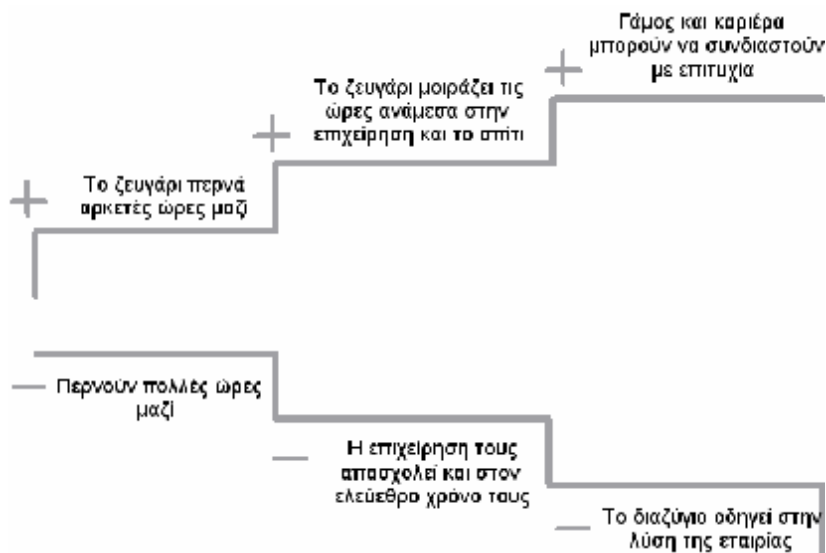 Γάμος και καριέρα
μπορούν να συνδιαστούν
με επιτυχία
Το ζευγάρι μοιράζει τις
ώρες ανάμεσα στην
επιχείρηση και το σπίτι
Το ζευγάρι περνά
αρκετές ώρες μαζί
Περνούν πολλές ώρες
μαζί
Η επιχείρηση τους
απασχολεί και στον
ελεύεθρο χρόνο τους
Το διαζύγιο οδηγεί στην
λύση της εταιρίας